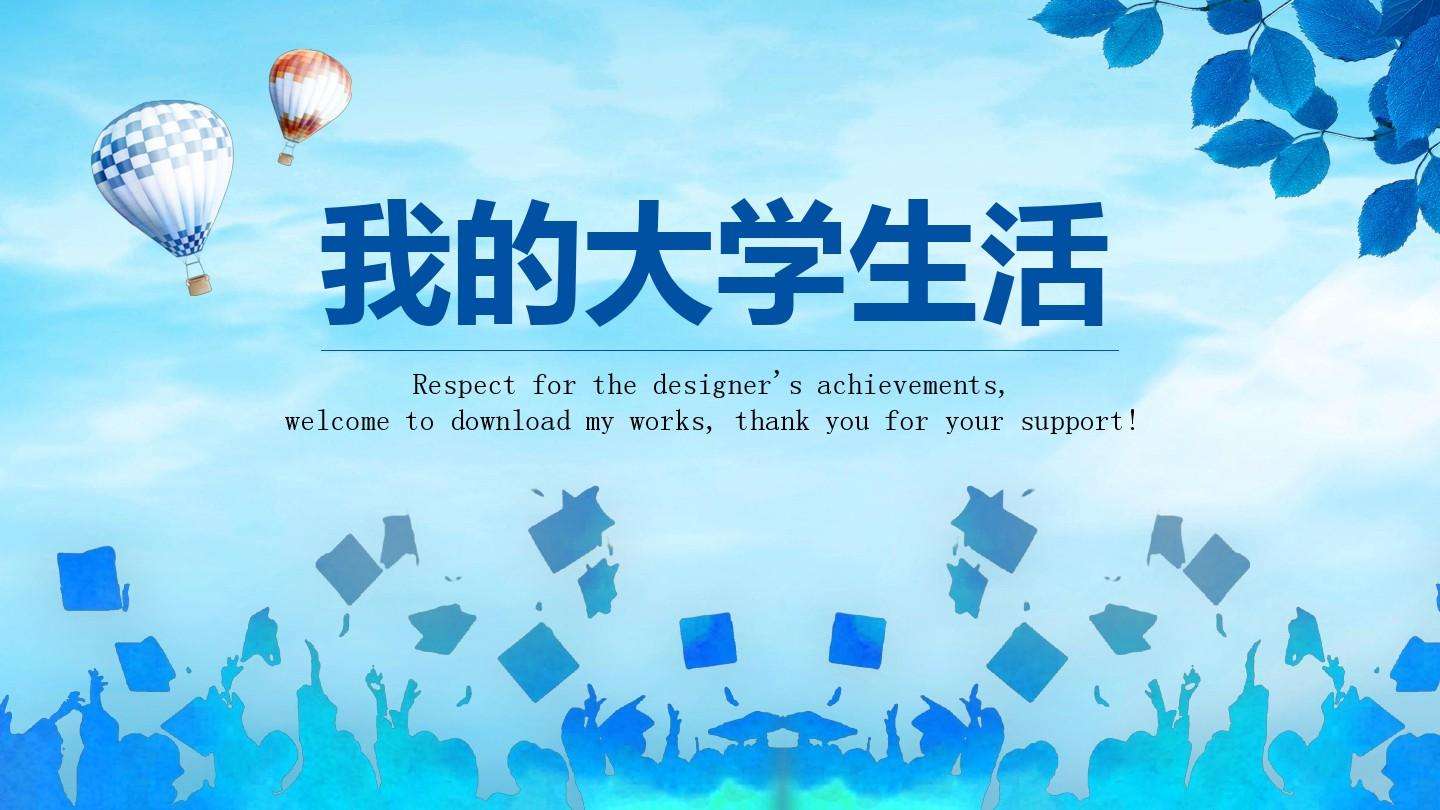 我的大学生活
Respect for the designer's achievements,
welcome to download my works, thank you for your support!